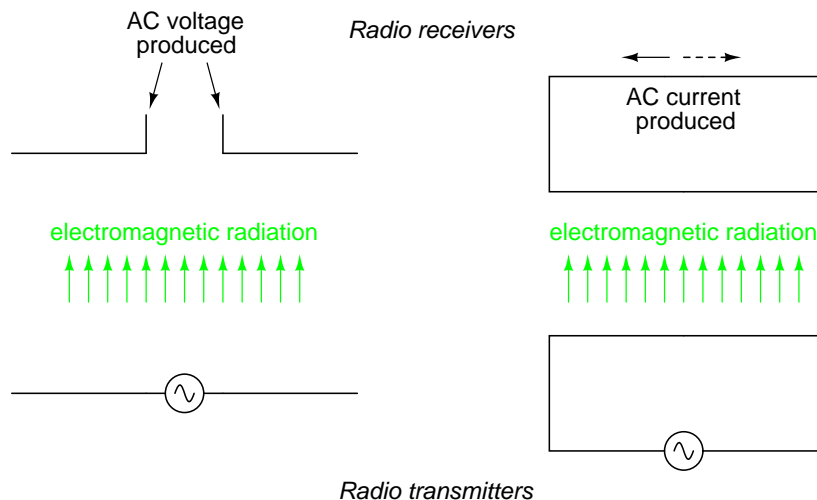 AC voltage
produced
Radio receivers
AC current
produced
electromagnetic radiation
electromagnetic radiation
Radio transmitters